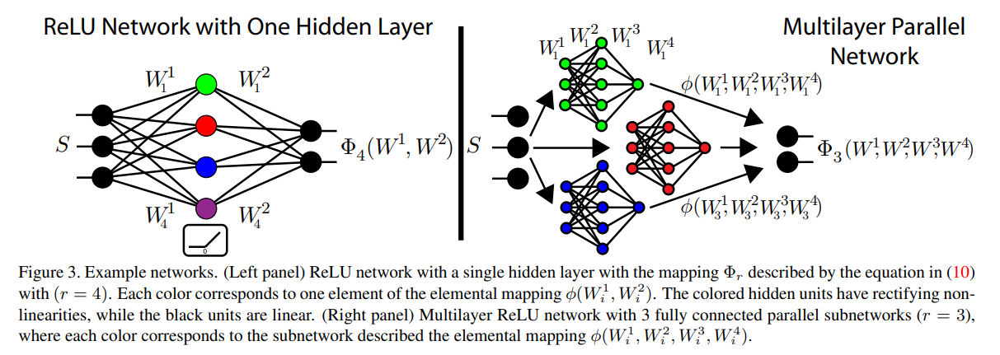 ReLU Network with One Hidden Layer
W₁¹ W₁²
S
Φ₄(W¹, W²)
W₄¹ W₄²
0
Multilayer Parallel
Network
W₁¹ W₁² W₁³ W₁⁴
ϕ(W₁¹, W₁², W₁³, W₁⁴)
S
Φ₃(W¹, W², W³, W⁴)
ϕ(W₃¹, W₃², W₃³, W₃⁴)
Figure 3. Example networks. (Left panel) ReLU network with a single hidden layer with the mapping Φᵣ described by the equation in (10)
with (r = 4). Each color corresponds to one element of the elemental mapping ϕ(Wᵢ¹, Wᵢ²). The colored hidden units have rectifying non-
linearities, while the black units are linear. (Right panel) Multilayer ReLU network with 3 fully connected parallel subnetworks (r = 3),
where each color corresponds to the subnetwork described the elemental mapping ϕ(Wᵢ¹, Wᵢ², Wᵢ³, Wᵢ⁴).